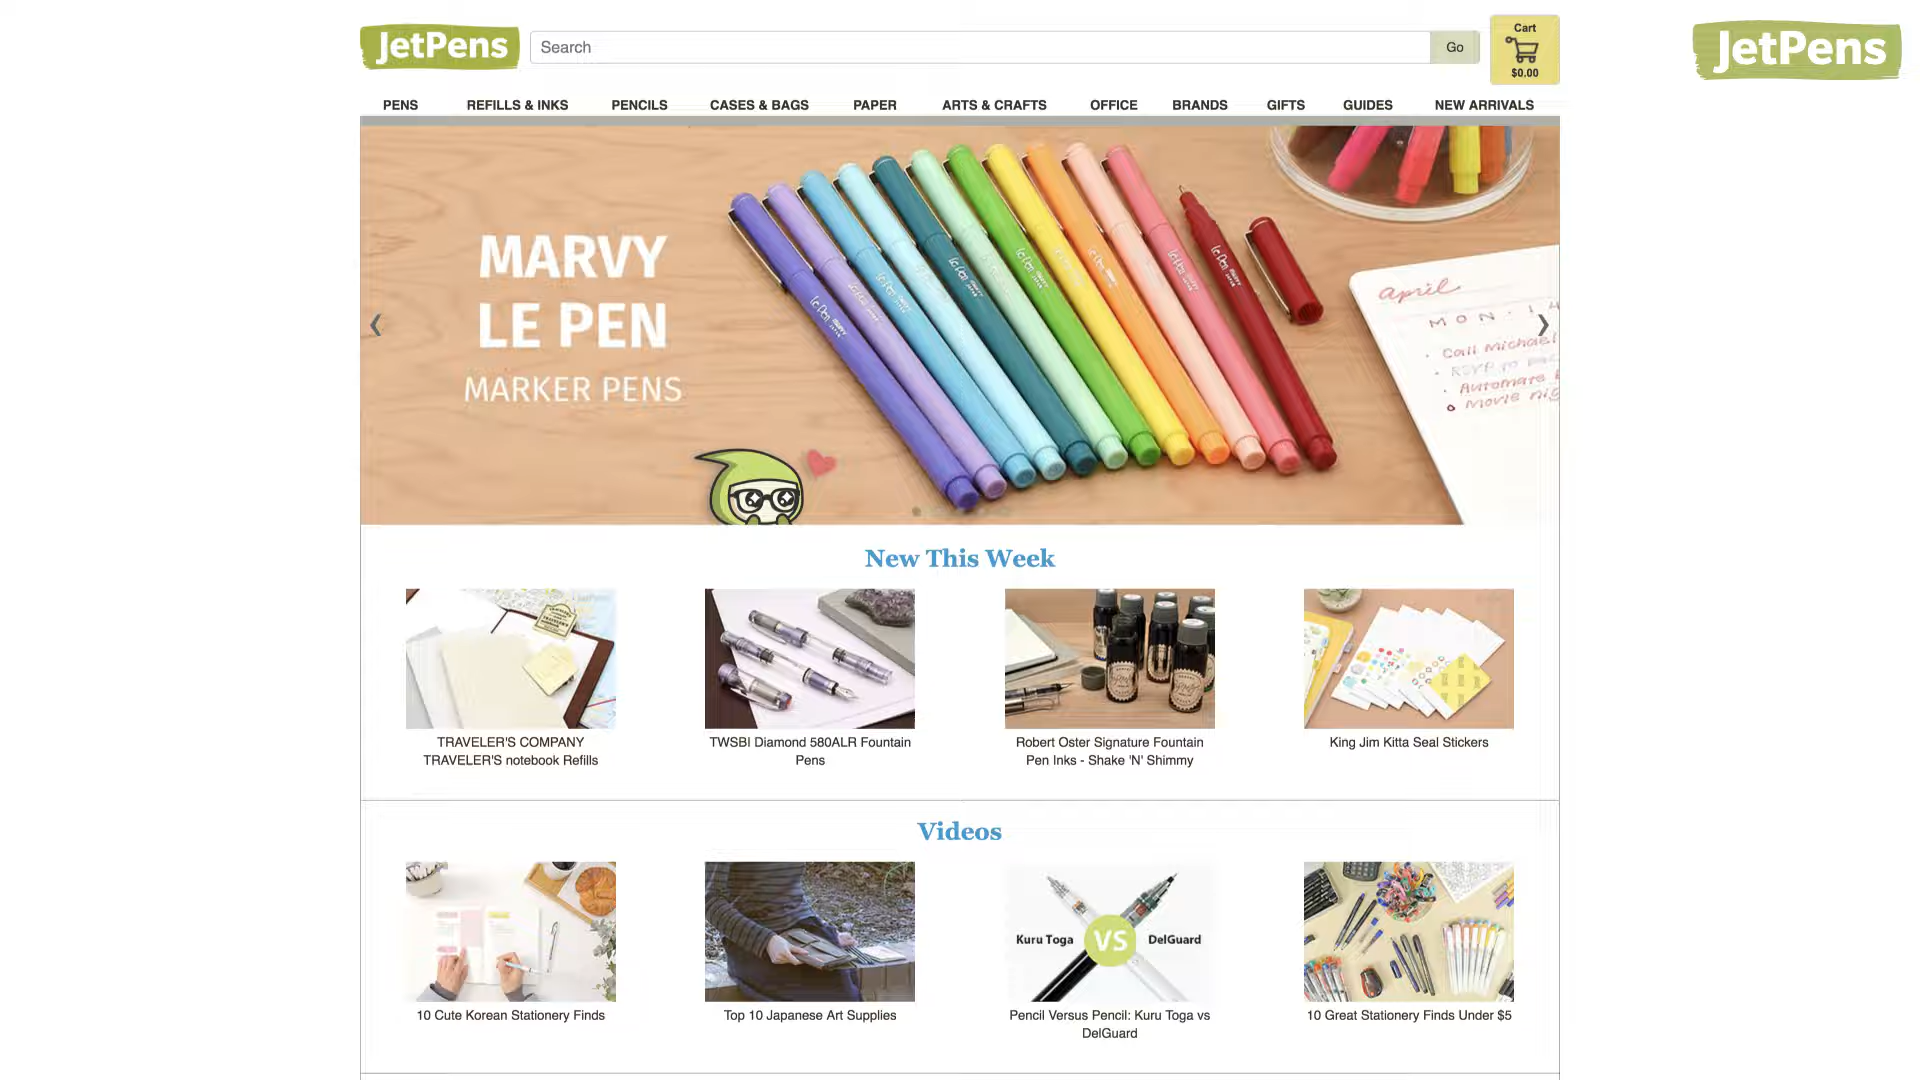 JetPens
Search
Go
Cart
$0.00
JetPens
PENS REFILLS & INKS PENCILS CASES & BAGS PAPER ARTS & CRAFTS OFFICE BRANDS GIFTS GUIDES NEW ARRIVALS
MARVY
LE PEN
MARKER PENS
april
MON. 14
Call Michael
Automate
Movie nig
New This Week
TRAVELER'S COMPANY
TRAVELER'S notebook Refills
TWSBI Diamond 580ALR Fountain
Pens
Robert Oster Signature Fountain
Pen Inks - Shake 'N' Shimmy
King Jim Kitta Seal Stickers
Videos
Kuru Toga VS DelGuard
10 Cute Korean Stationery Finds
Top 10 Japanese Art Supplies
Pencil Versus Pencil: Kuru Toga vs
DelGuard
10 Great Stationery Finds Under $5